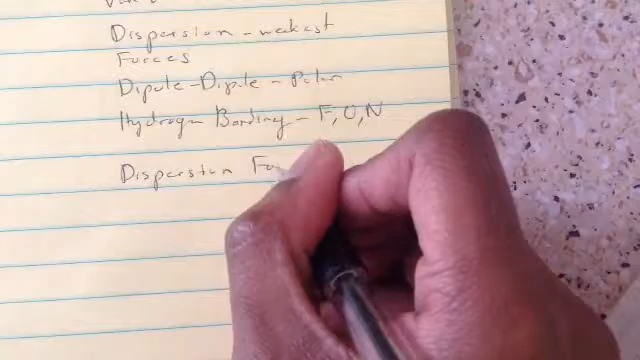 Dispersion - weakest
Forces
Dipole-Dipole - Polar
Hydrogen Bonding - F, O, N
Dispersion Fo